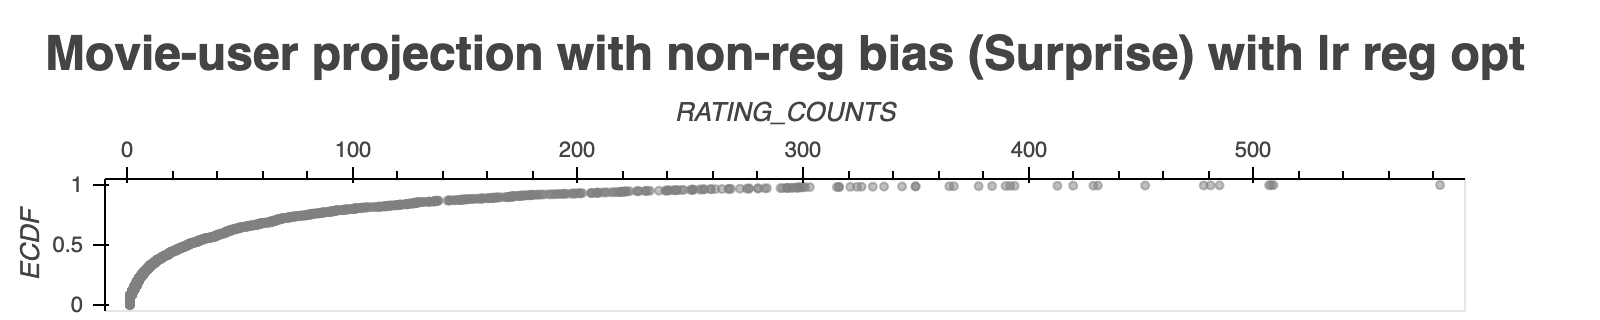 Movie-user projection with non-reg bias (Surprise) with lr reg opt
RATING_COUNTS
0 100 200 300 400 500
1
0.5
0
ECDF